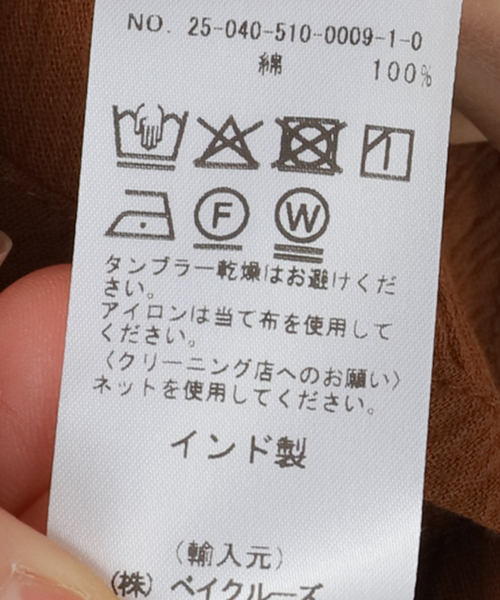 NO. 25-040-510-0009-1-0
綿 100%
F W
タンブラー乾燥はお避けくだ
さい。
アイロンは当て布を使用して
ください。
〈クリーニング店へのお願い〉
ネットを使用してください。
インド製
(輸入元)
(株) ベイクルーズ